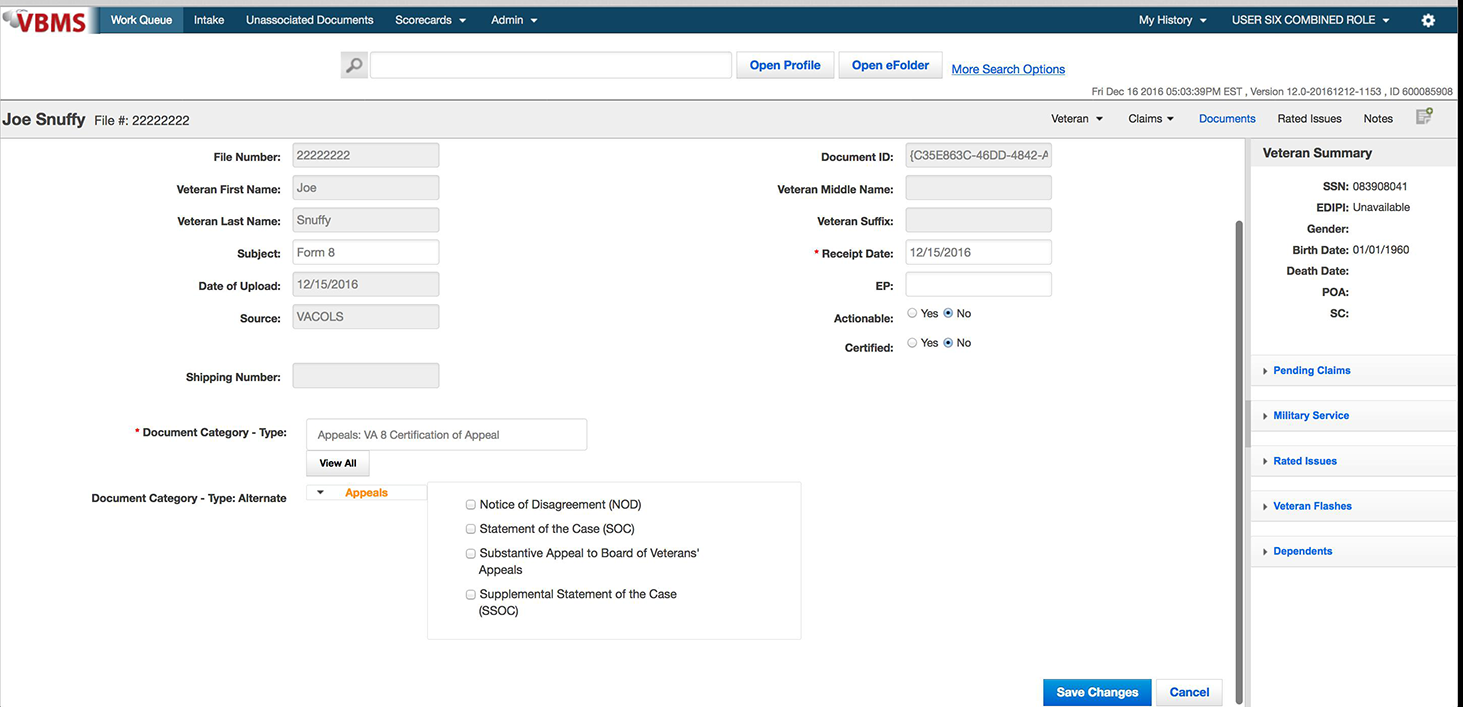 VBMS Work Queue Intake Unassociated Documents Scorecards Admin My History USER SIX COMBINED ROLE
Open Profile Open eFolder More Search Options
Fri Dec 16 2016 05:03:39PM EST , Version 12.0-20161212-1153 , ID 600085908
Joe Snuffy File #: 22222222 Veteran Claims Documents Rated Issues Notes
File Number: 22222222 Document ID: {C35E863C-46DD-4842-A
Veteran First Name: Joe Veteran Middle Name:
Veteran Last Name: Snuffy Veteran Suffix:
Subject: Form 8 * Receipt Date: 12/15/2016
Date of Upload: 12/15/2016 EP:
Source: VACOLS Actionable: Yes No
Certified: Yes No
Shipping Number:
* Document Category - Type: Appeals: VA 8 Certification of Appeal
View All
Document Category - Type: Alternate Appeals
Notice of Disagreement (NOD)
Statement of the Case (SOC)
Substantive Appeal to Board of Veterans'
Appeals
Supplemental Statement of the Case
(SSOC)
Save Changes Cancel
Veteran Summary
SSN: 083908041
EDIPI: Unavailable
Gender:
Birth Date: 01/01/1960
Death Date:
POA:
SC:
Pending Claims
Military Service
Rated Issues
Veteran Flashes
Dependents